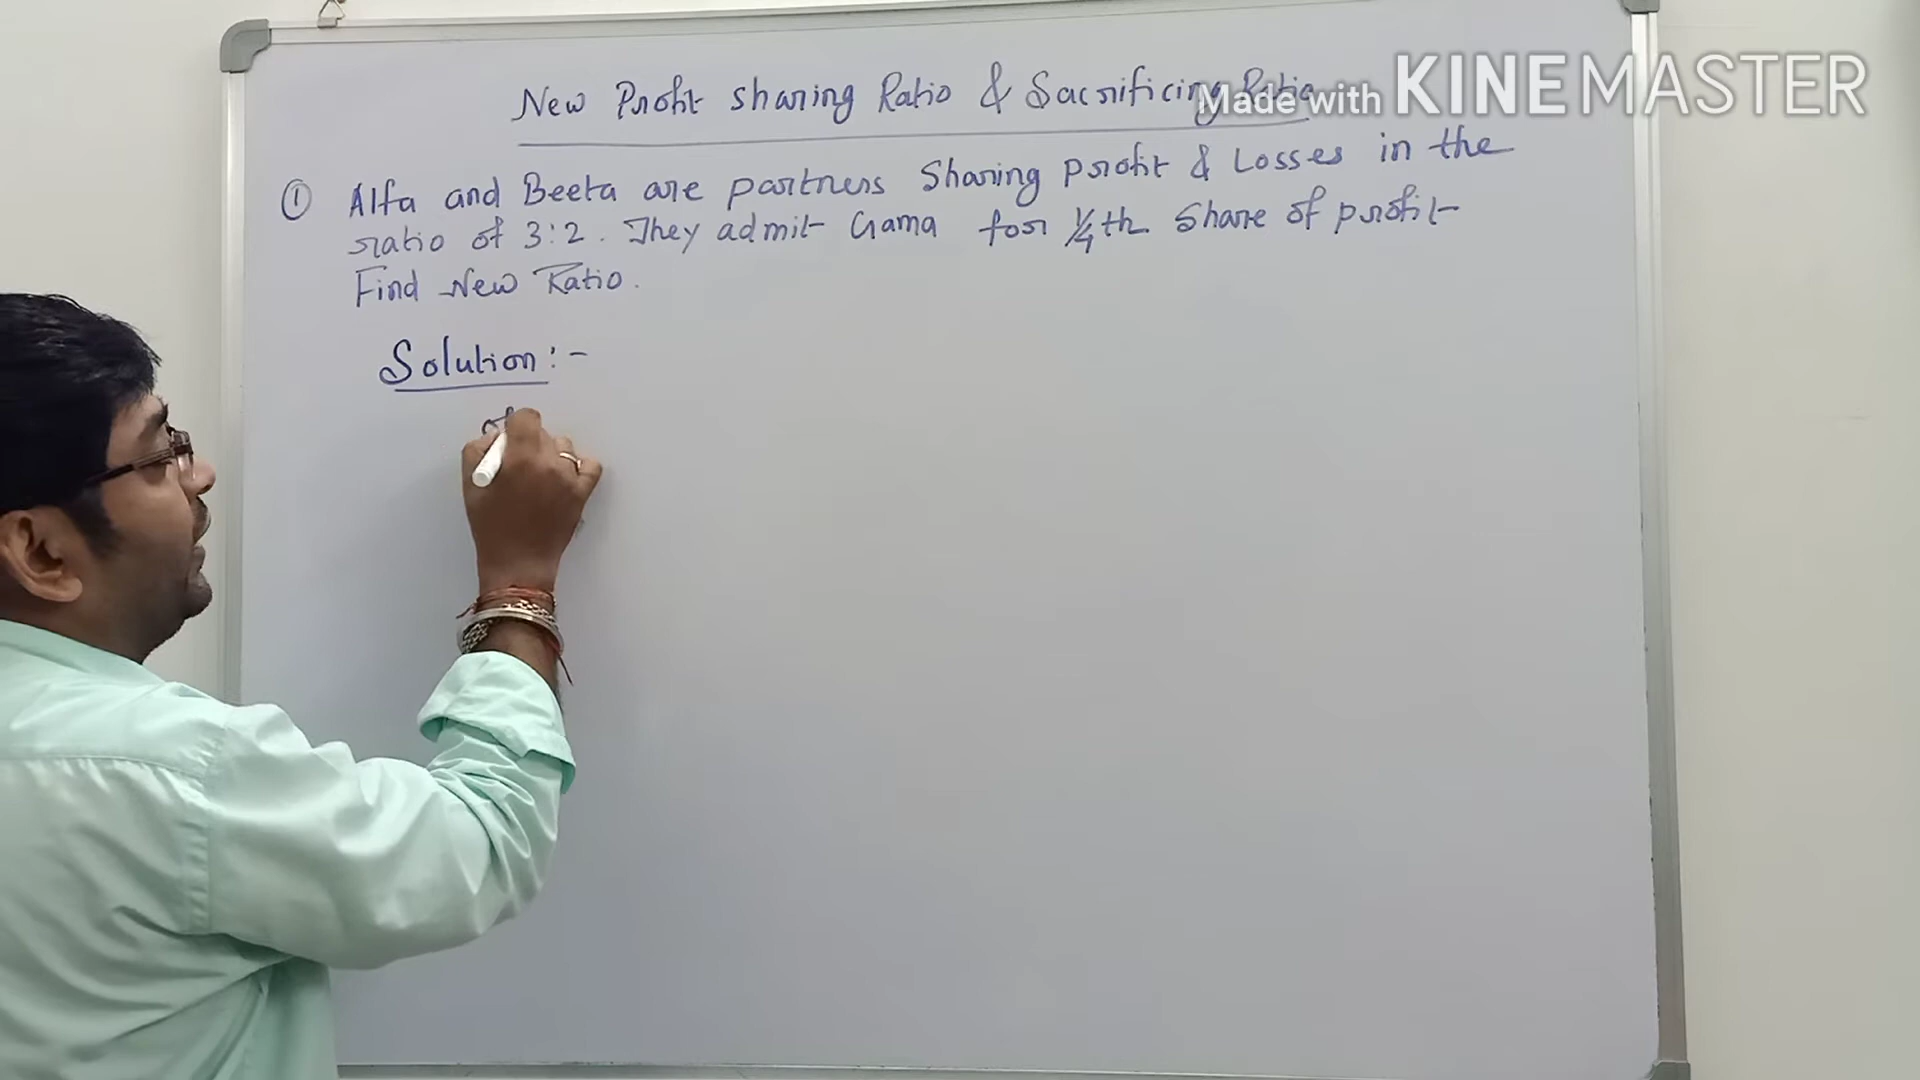 New Profit sharing Ratio & Sacrificing Ratio
Made with KINEMASTER
① Alfa and Beeta are partners Sharing profit & Losses in the
ratio of 3:2. They admit Gama for 1/4th Share of profit
Find New Ratio.
Solution:-